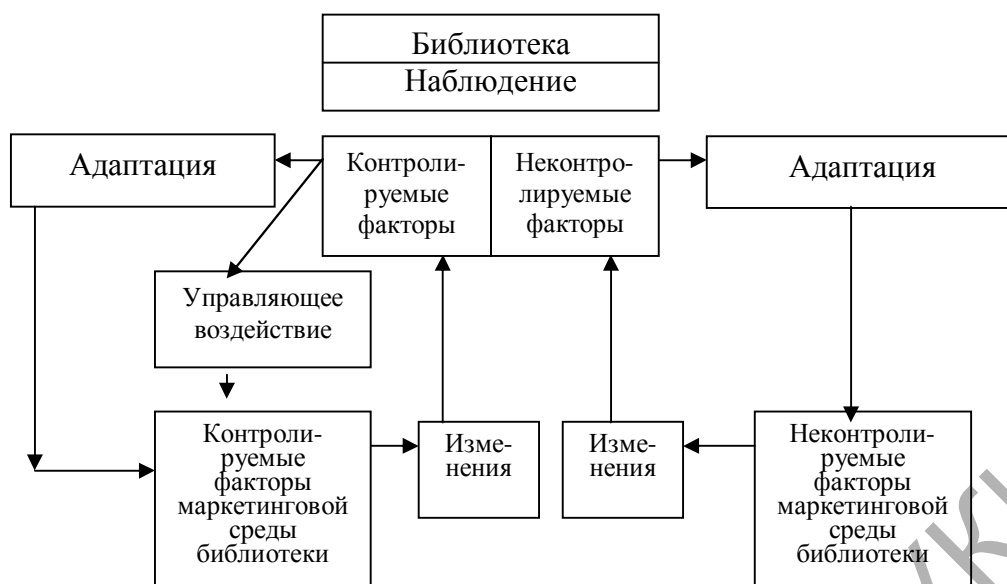 Библиотека
Наблюдение
Адаптация
Контроли-
руемые
факторы
Неконтро-
лируемые
факторы
Адаптация
Управляющее
воздействие
Контроли-
руемые
факторы
маркетинговой
среды
библиотеки
Изме-
нения
Изме-
нения
Неконтроли-
руемые
факторы
маркетинговой
среды
библиотеки